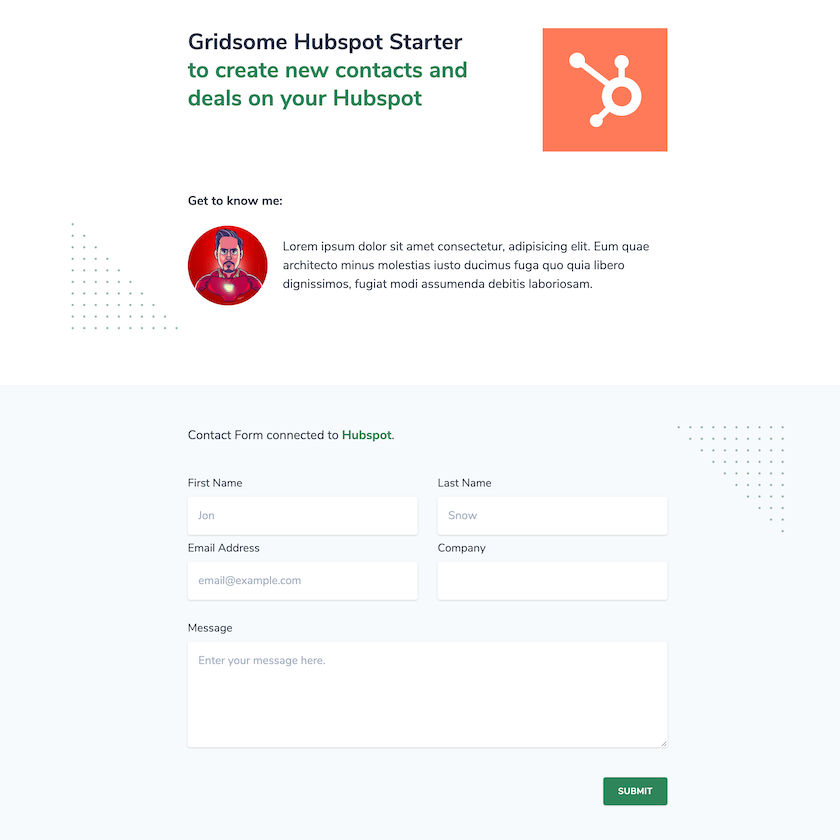 Gridsome Hubspot Starter
to create new contacts and
deals on your Hubspot
Get to know me:
Lorem ipsum dolor sit amet consectetur, adipisicing elit. Eum quae
architecto minus molestias iusto ducimus fuga quo quia libero
dignissimos, fugiat modi assumenda debitis laboriosam.
Contact Form connected to Hubspot.
First Name
Last Name
Jon
Snow
Email Address
Company
email@example.com
Message
Enter your message here.
SUBMIT